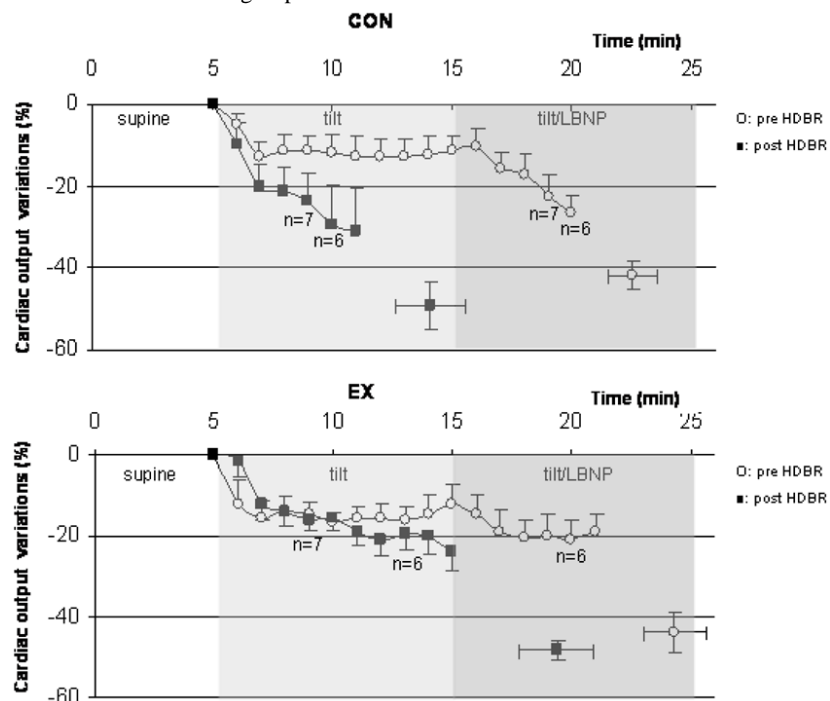 CON
Time (min)
0 5 10 15 20 25
0
supine tilt tilt/LBNP
○: pre HDBR
■: post HDBR
-20
n=7 n=7
n=6 n=6
-40
-60
Cardiac output variations (%)
EX
Time (min)
0 5 10 15 20 25
0
supine tilt tilt/LBNP
○: pre HDBR
■: post HDBR
-20
n=7 n=6 n=6
-40
-60
Cardiac output variations (%)